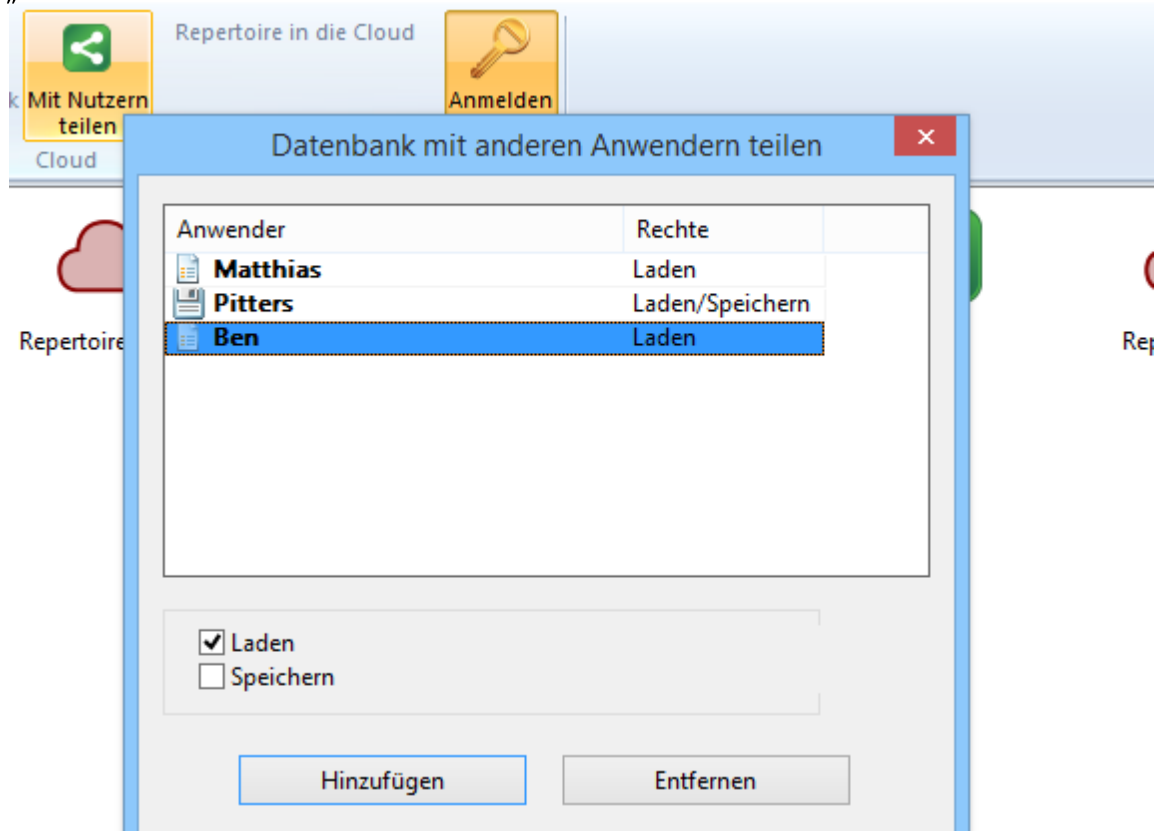 „
Repertoire in die Cloud
k Mit Nutzern
teilen
Anmelden
Cloud
Datenbank mit anderen Anwendern teilen
Anwender Rechte
Matthias Laden
Pitters Laden/Speichern
Ben Laden
Repertoire
Rep
Laden
Speichern
Hinzufügen Entfernen